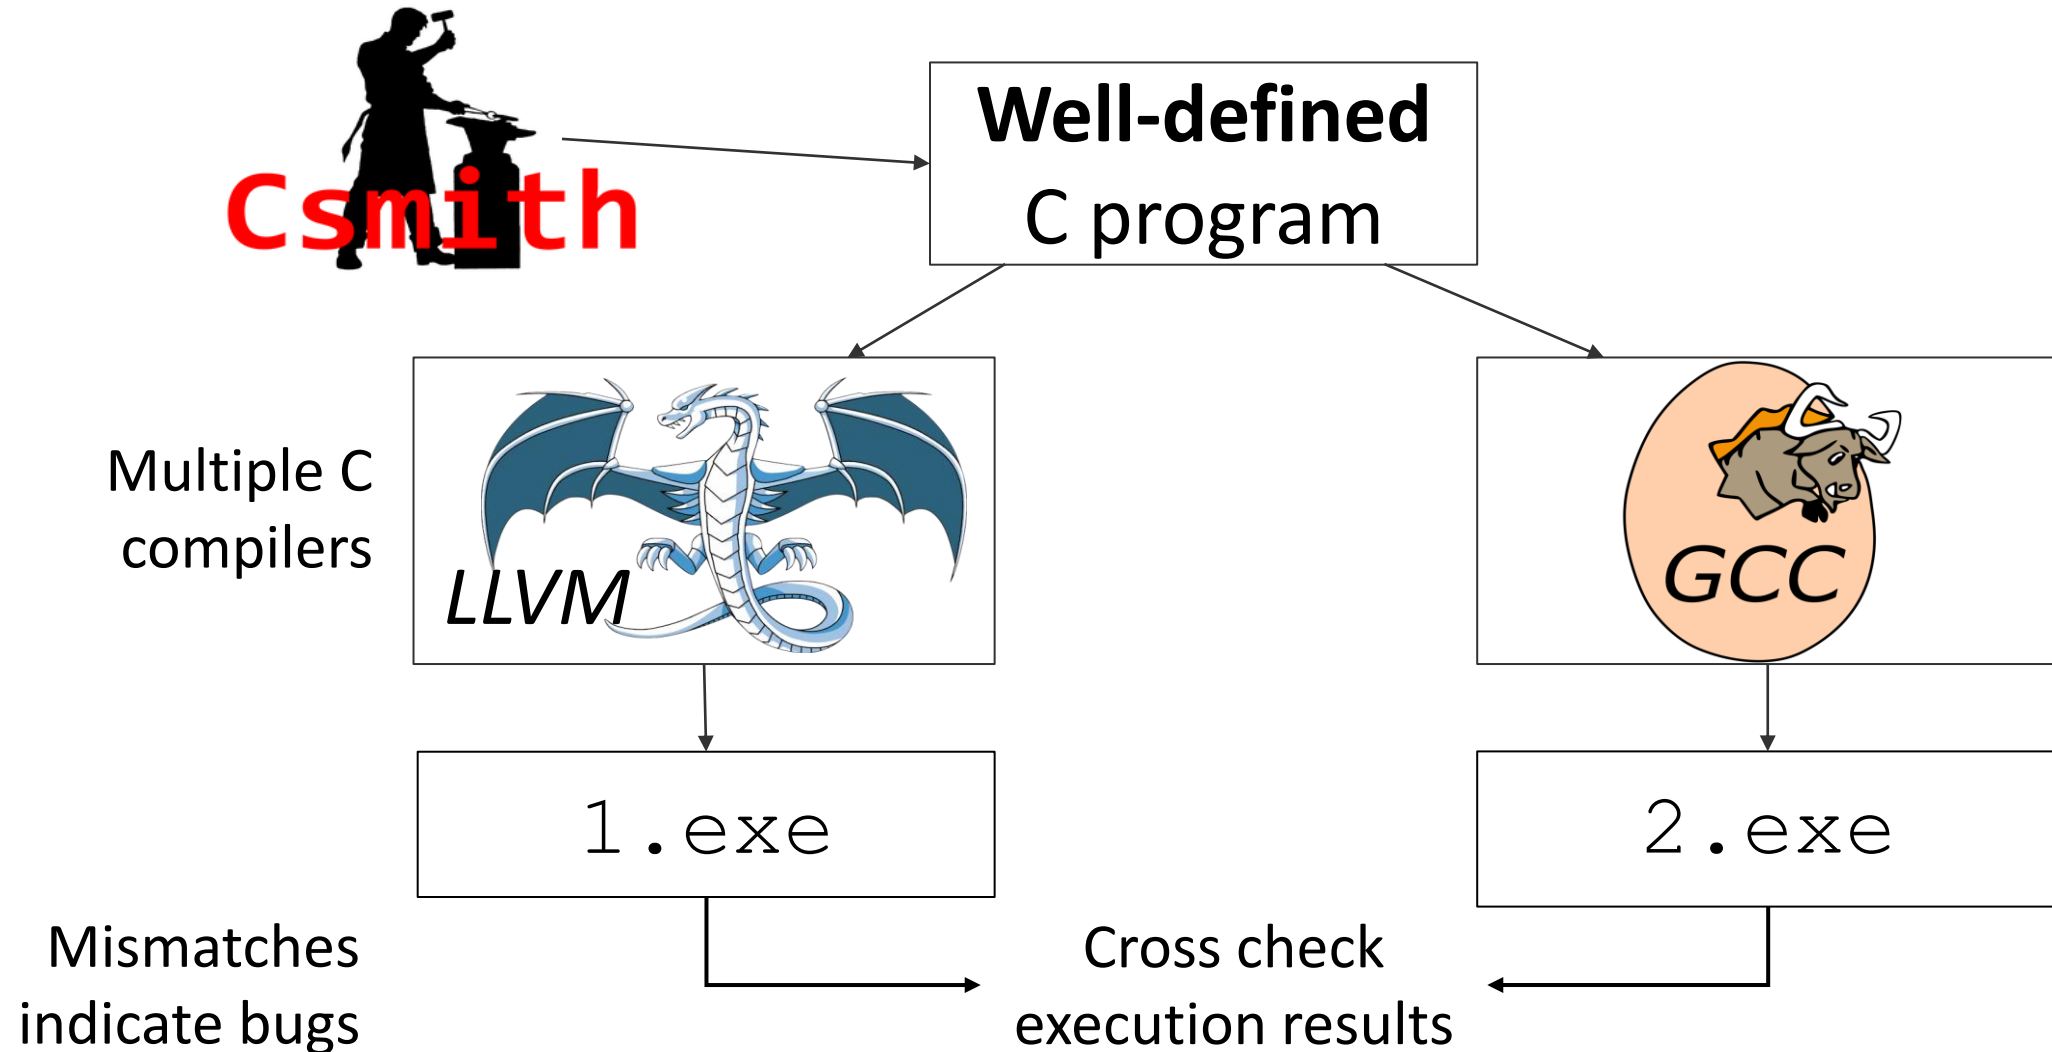 Csmith
Well-defined
C program
Multiple C
compilers
LLVM
GCC
1.exe
2.exe
Mismatches
indicate bugs
Cross check
execution results